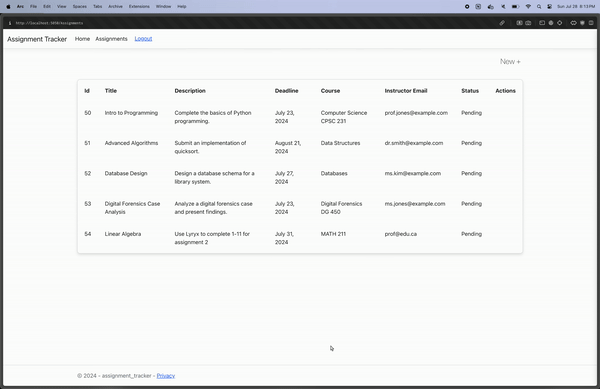 Arc File Edit View Spaces Tabs Archive Extensions Window Help Sun Jul 28 8:13 PM
Assignment Tracker Home Assignments Logout
New +
Id Title Description Deadline Course Instructor Email Status Actions
50 Intro to Programming Complete the basics of Python programming. July 23, 2024 Computer Science CPSC 231 prof.jones@example.com Pending
51 Advanced Algorithms Submit an implementation of quicksort. August 21, 2024 Data Structures dr.smith@example.com Pending
52 Database Design Design a database schema for a library system. July 27, 2024 Databases ms.kim@example.com Pending
53 Digital Forensics Case Analysis Analyze a digital forensics case and present findings. July 23, 2024 Digital Forensics DG 450 ms.jones@example.com Pending
54 Linear Algebra Use Lyryx to complete 1-11 for assignment 2 July 31, 2024 MATH 211 prof@edu.ca Pending
© 2024 - assignment_tracker - Privacy